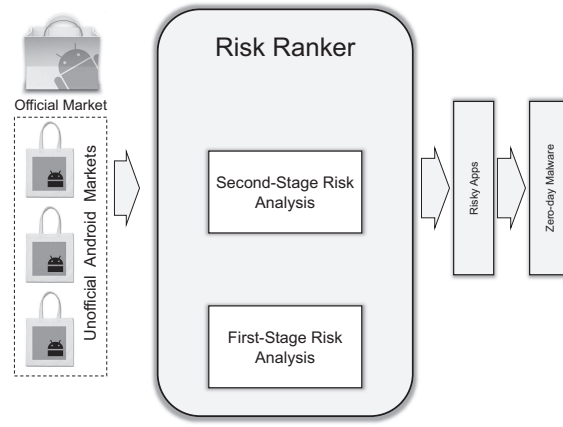 Official Market
Unofficial Android Markets
Risk Ranker
Second-Stage Risk
Analysis
First-Stage Risk
Analysis
Risky Apps
Zero-day Malware